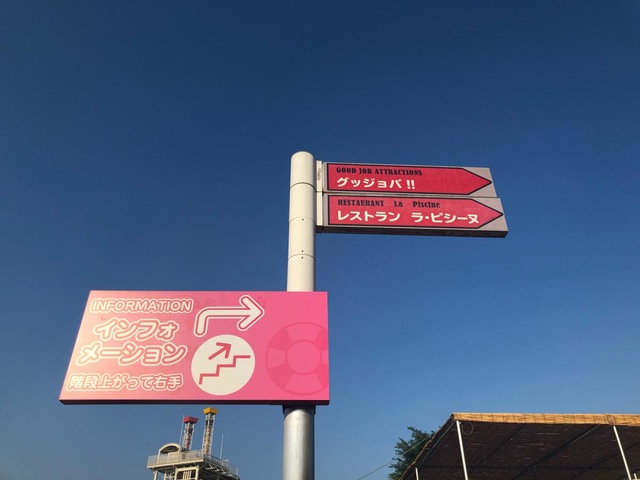 GOOD JOB ATTRACTIONS
グッジョバ!!
RESTAURANT La Piscine
レストラン ラ・ピシーヌ
INFORMATION
インフォ
メーション
階段上がって右手